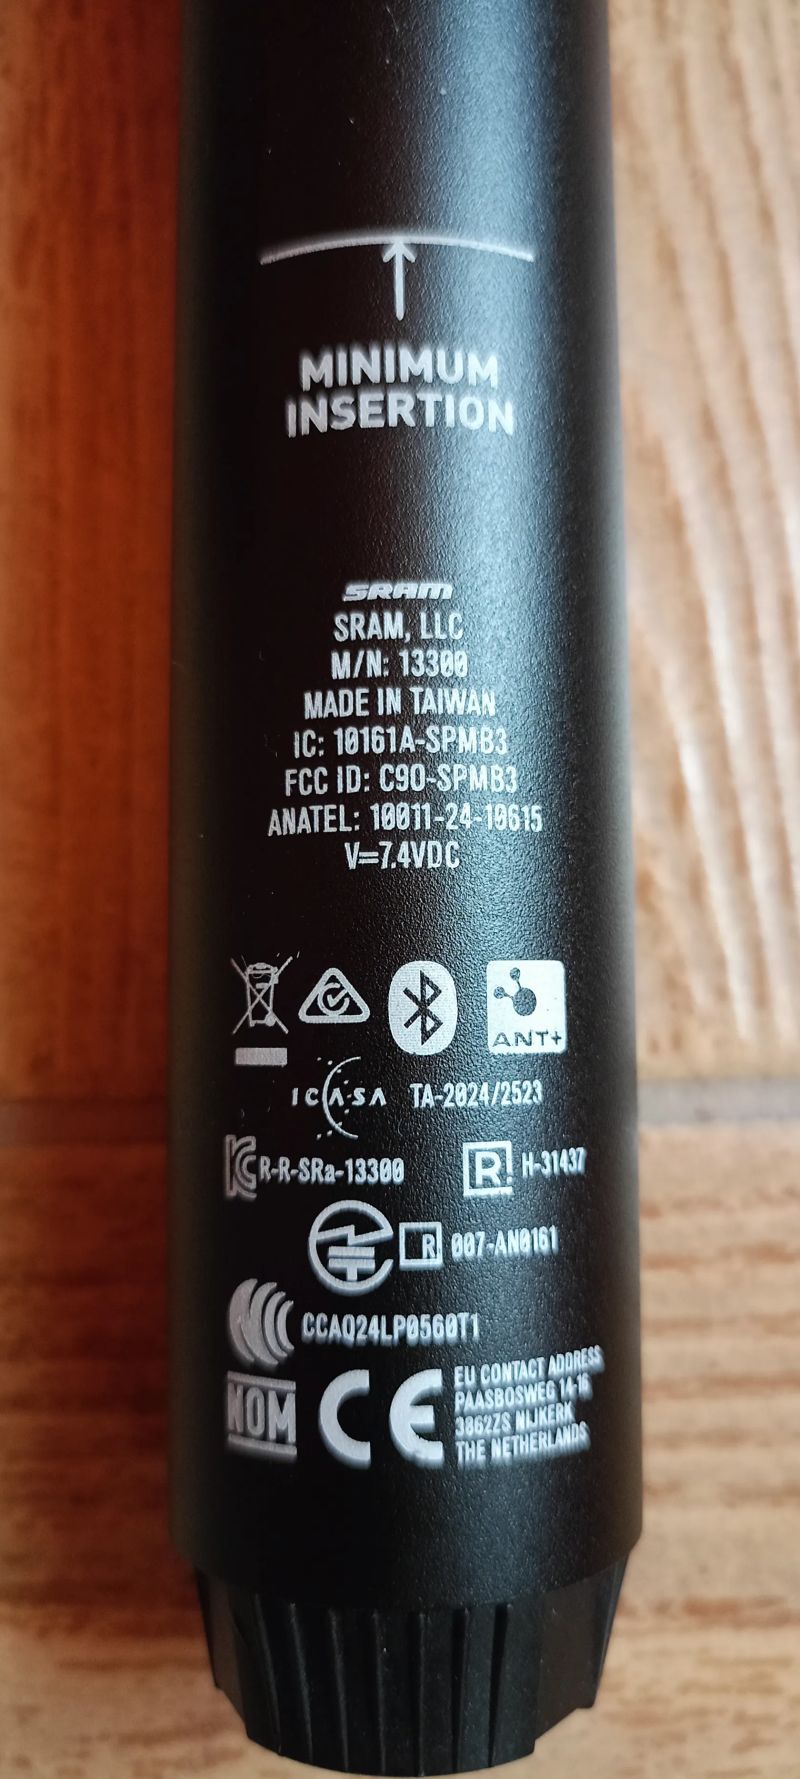 MINIMUM
INSERTION
SRAM
SRAM, LLC
M/N: 13300
MADE IN TAIWAN
IC: 10161A-SPMB3
FCC ID: C9O-SPMB3
ANATEL: 10011-24-10615
V=7.4VDC
ANT+
ICASA TA-2024/2523
KC R-R-SRa-13300 R H-31437
R 007-AN0161
CCAQ24LP0560T1
NOM CE
EU CONTACT ADDRESS
PAASBOSWEG 14-16
3862ZS NIJKERK
THE NETHERLANDS